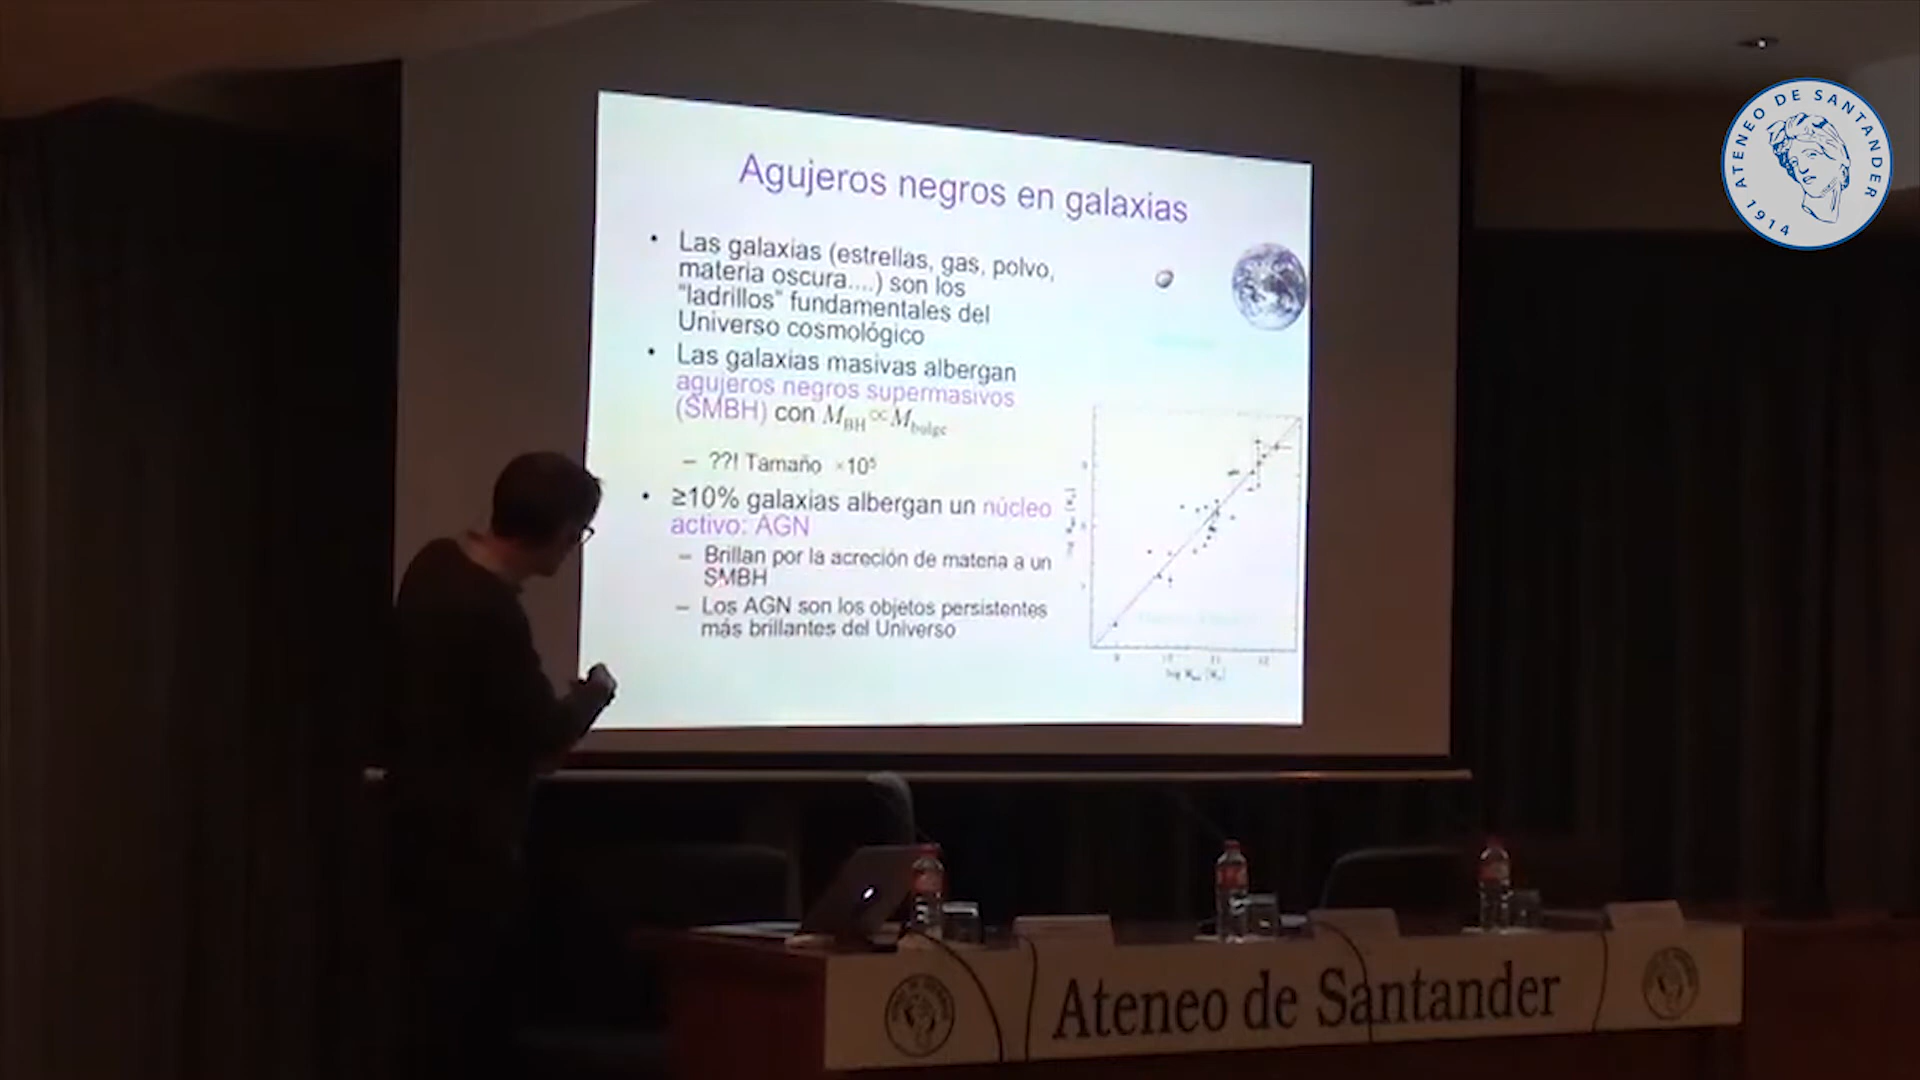 Agujeros negros en galaxias
• Las galaxias (estrellas, gas, polvo,
materia oscura....) son los
"ladrillos" fundamentales del
Universo cosmológico
• Las galaxias masivas albergan
agujeros negros supermasivos
(SMBH) con M_BH ∝ M_bulge
– ??! Tamaño ×10⁵
• ≥10% galaxias albergan un núcleo
activo: AGN
– Brillan por la acreción de materia a un
SMBH
– Los AGN son los objetos persistentes
más brillantes del Universo
ATENEO DE SANTANDER
1914
Ateneo de Santander